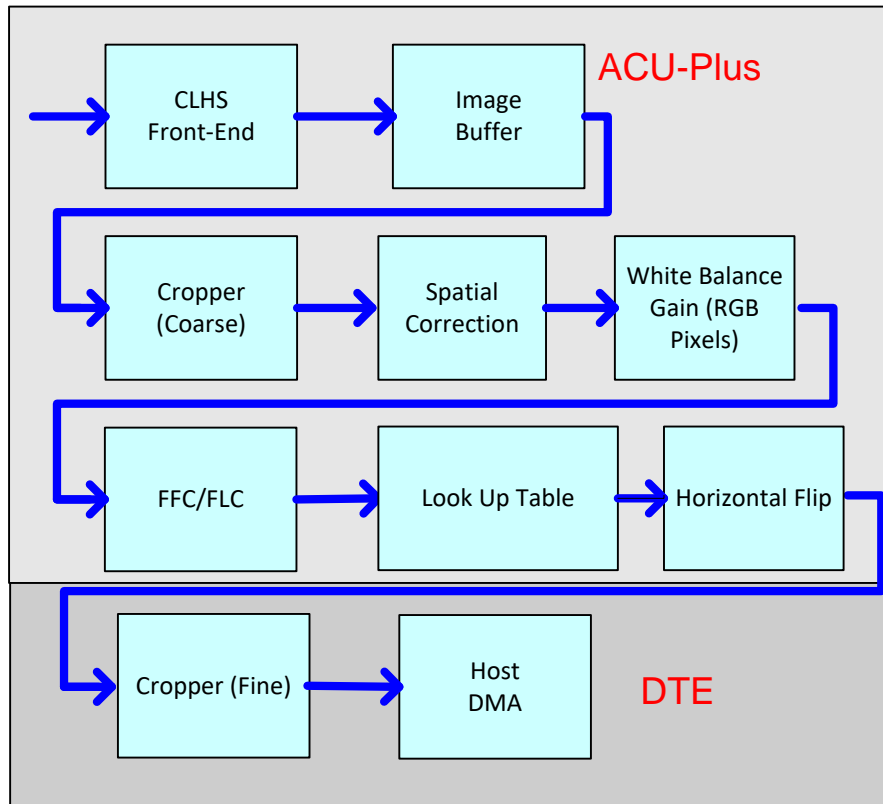 CLHS
Front-End
Image
Buffer
ACU-Plus
Cropper
(Coarse)
Spatial
Correction
White Balance
Gain (RGB
Pixels)
FFC/FLC
Look Up Table
Horizontal Flip
Cropper (Fine)
Host
DMA
DTE